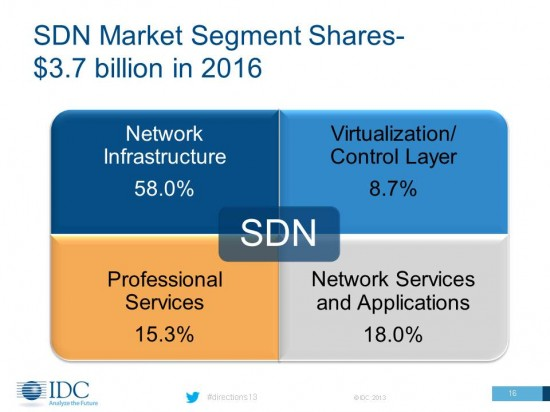 SDN Market Segment Shares-
$3.7 billion in 2016
Network
Infrastructure
58.0%
Virtualization/
Control Layer
8.7%
SDN
Professional
Services
15.3%
Network Services
and Applications
18.0%
IDC
Analyze the Future
#directions13
© IDC 2013
16